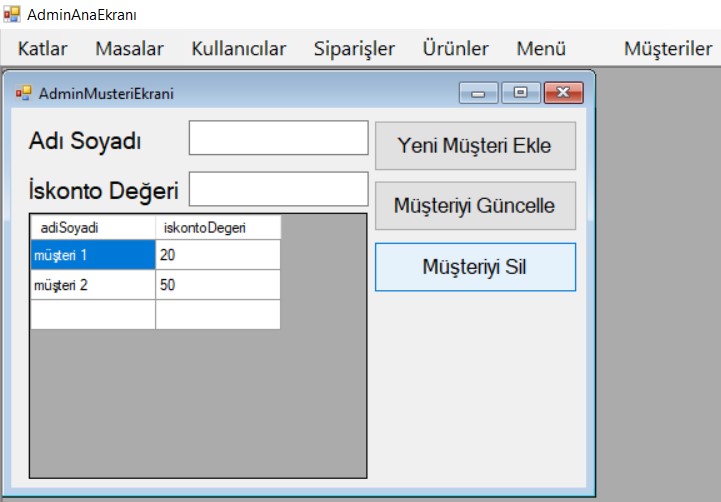 AdminAnaEkranı
Katlar Masalar Kullanıcılar Siparişler Ürünler Menü Müşteriler
AdminMusteriEkrani
Adı Soyadı
Yeni Müşteri Ekle
İskonto Değeri
Müşteriyi Güncelle
adiSoyadi iskontoDegeri
müşteri 1 20
Müşteriyi Sil
müşteri 2 50